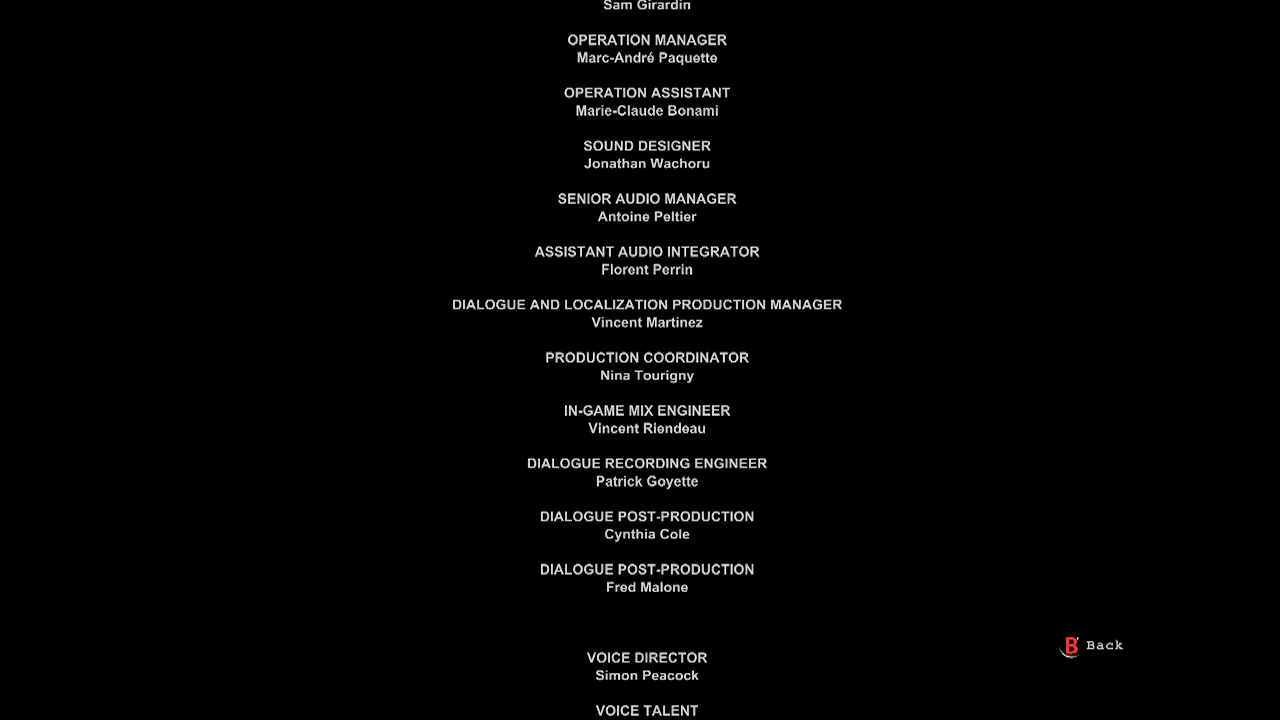 Sam Girardin
OPERATION MANAGER
Marc-André Paquette
OPERATION ASSISTANT
Marie-Claude Bonami
SOUND DESIGNER
Jonathan Wachoru
SENIOR AUDIO MANAGER
Antoine Peltier
ASSISTANT AUDIO INTEGRATOR
Florent Perrin
DIALOGUE AND LOCALIZATION PRODUCTION MANAGER
Vincent Martinez
PRODUCTION COORDINATOR
Nina Tourigny
IN-GAME MIX ENGINEER
Vincent Riendeau
DIALOGUE RECORDING ENGINEER
Patrick Goyette
DIALOGUE POST-PRODUCTION
Cynthia Cole
DIALOGUE POST-PRODUCTION
Fred Malone
B Back
VOICE DIRECTOR
Simon Peacock
VOICE TALENT